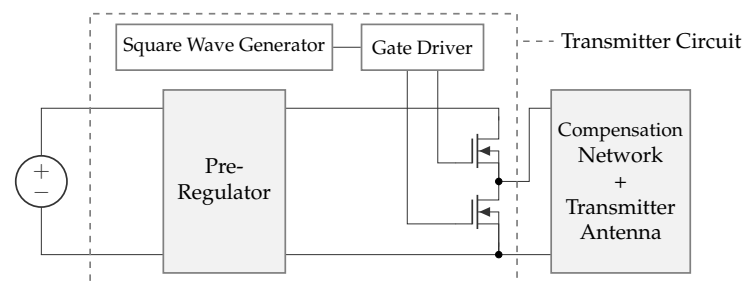 Square Wave Generator
Gate Driver
Transmitter Circuit
Pre-
Regulator
Compensation
Network
+
Transmitter
Antenna
+
−